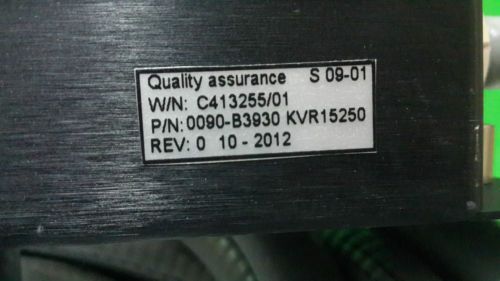 Quality assurance S 09-01
W/N: C413255/01
P/N: 0090-B3930 KVR15250
REV: 0 10-2012